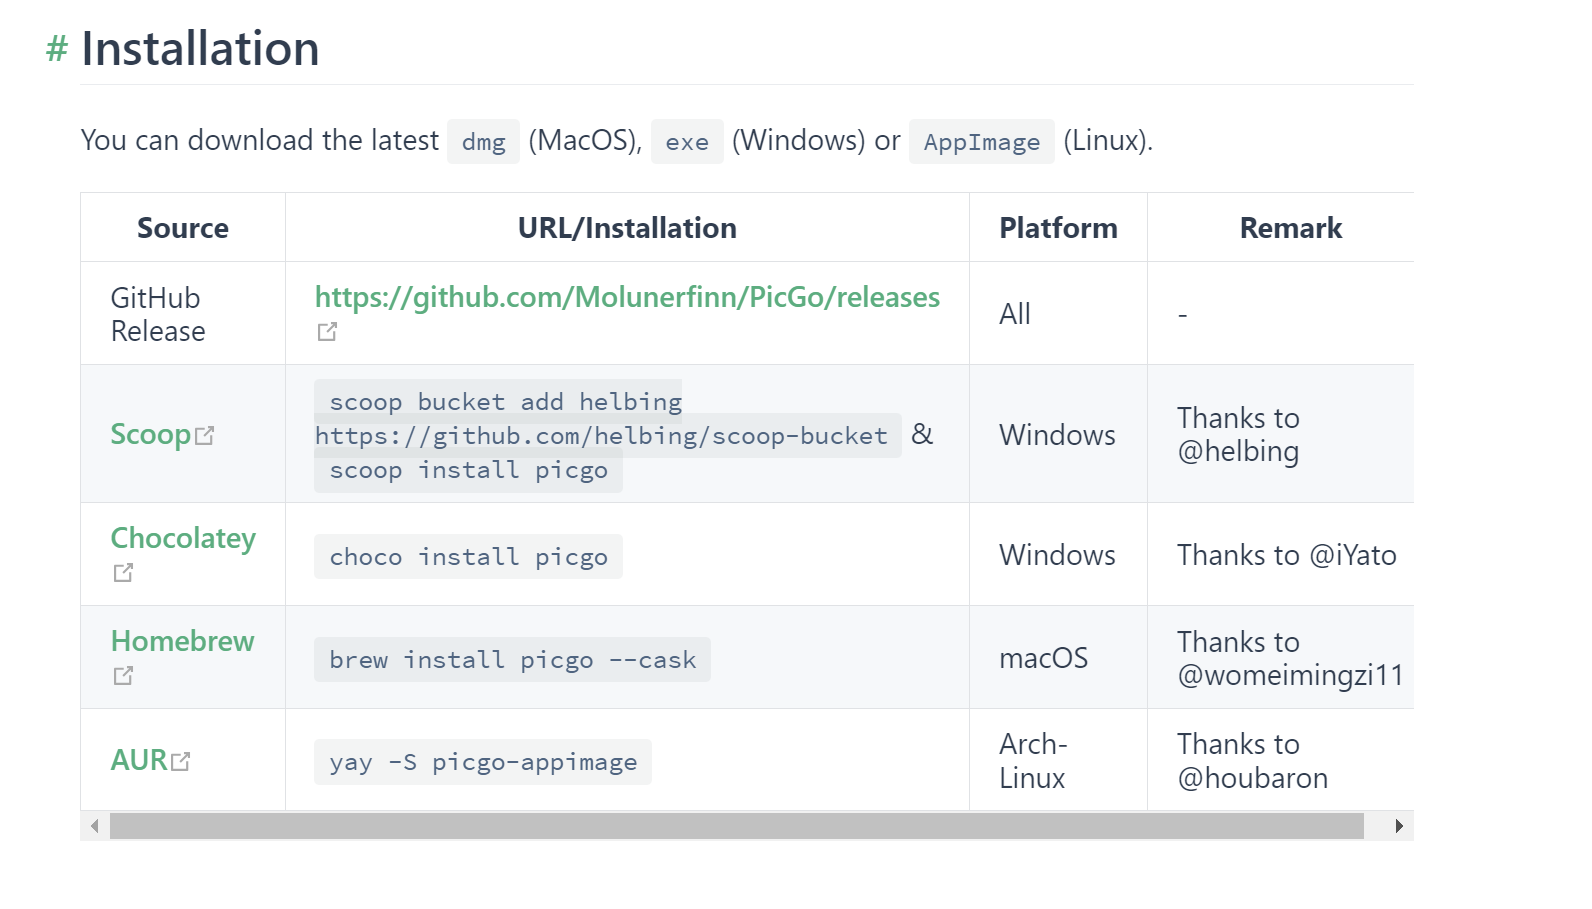 # Installation
You can download the latest dmg (MacOS), exe (Windows) or AppImage (Linux).
Source URL/Installation Platform Remark
GitHub
Release
https://github.com/Molunerfinn/PicGo/releases
All
-
Scoop
scoop bucket add helbing
https://github.com/helbing/scoop-bucket &
scoop install picgo
Windows
Thanks to
@helbing
Chocolatey
choco install picgo
Windows
Thanks to @iYato
Homebrew
brew install picgo --cask
macOS
Thanks to
@womeimingzi11
AUR
yay -S picgo-appimage
Arch-
Linux
Thanks to
@houbaron